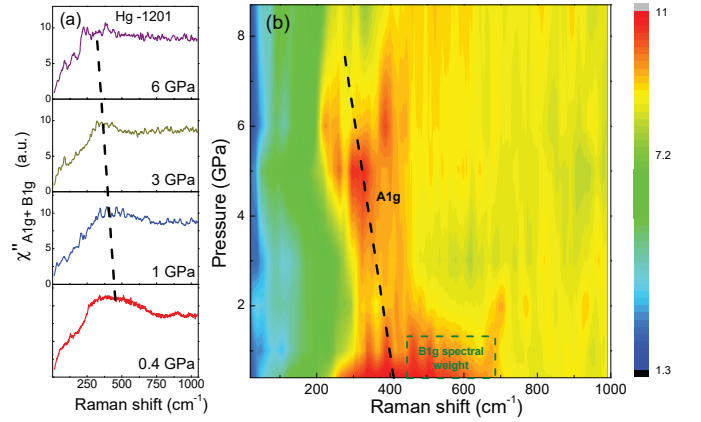 (a)
Hg -1201
10
5
0
6 GPa
10
5
0
3 GPa
10
5
0
1 GPa
0.4 GPa
χ'' A1g+ B1g (a.u.)
0 250 500 750 1000
Raman shift (cm-1)
(b)
8
6
4
2
Pressure (GPa)
A1g
B1g spectral
weight
200 400 600 800 1000
Raman shift (cm-1)
11
7.2
1.3